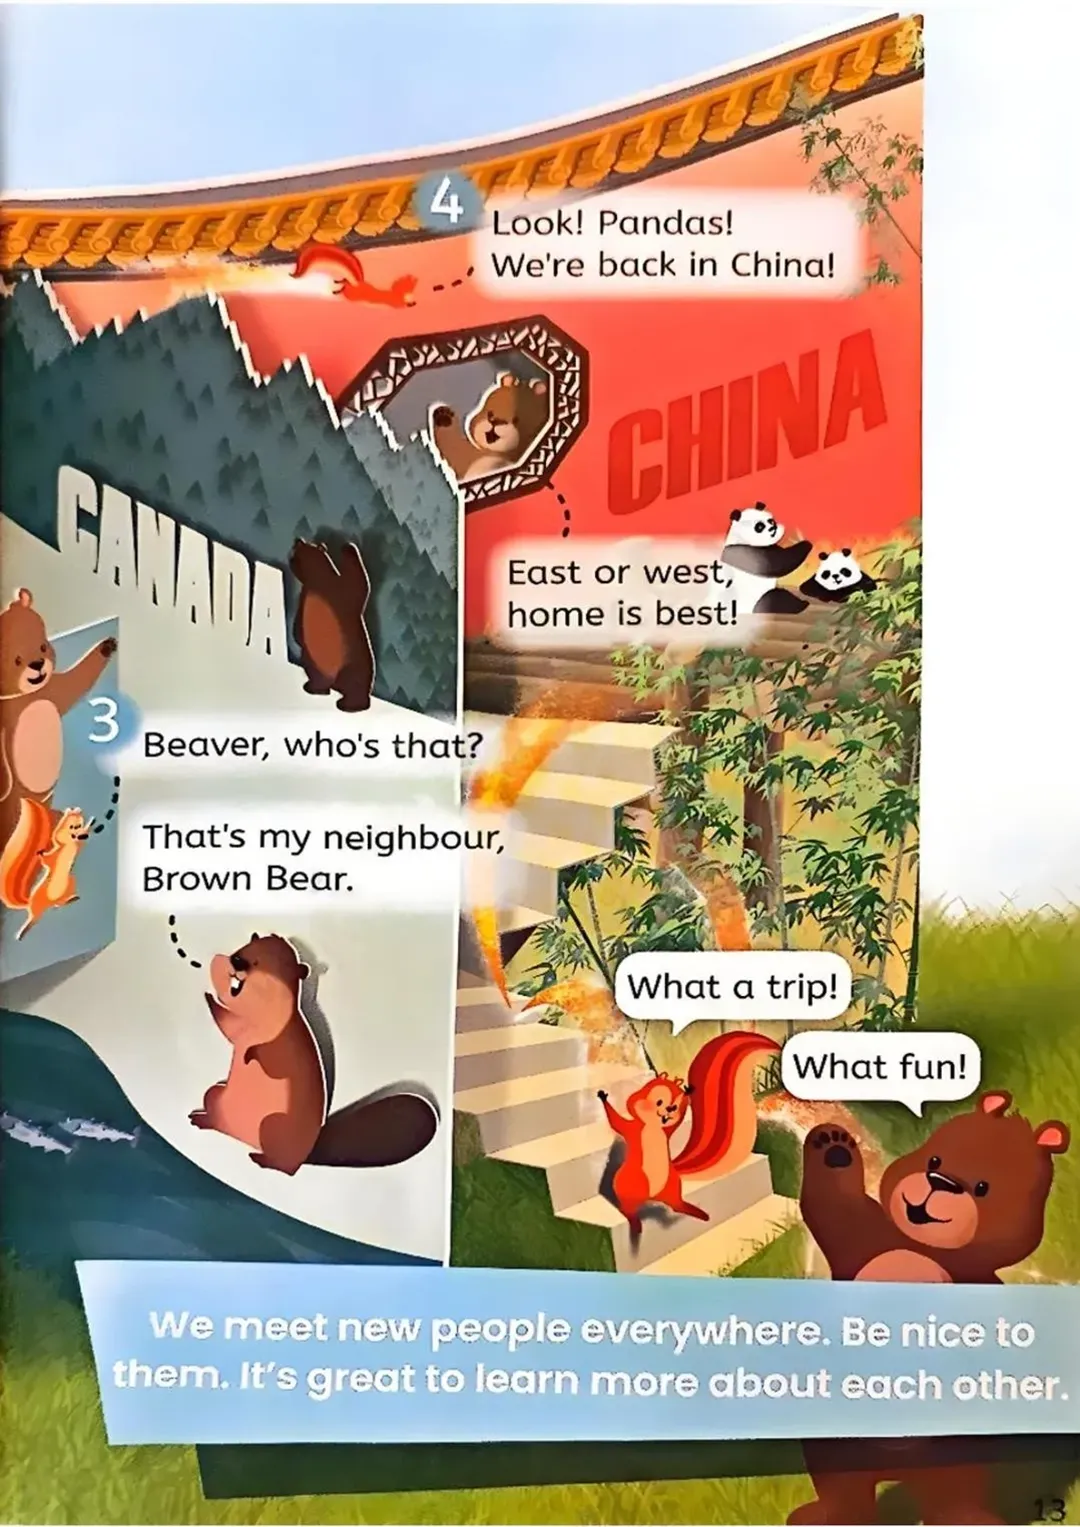 4
Look! Pandas!
We're back in China!
CHINA
East or west,
home is best!
CANADA
3
Beaver, who's that?
That's my neighbour,
Brown Bear.
What a trip!
What fun!
We meet new people everywhere. Be nice to
them. It's great to learn more about each other.
13